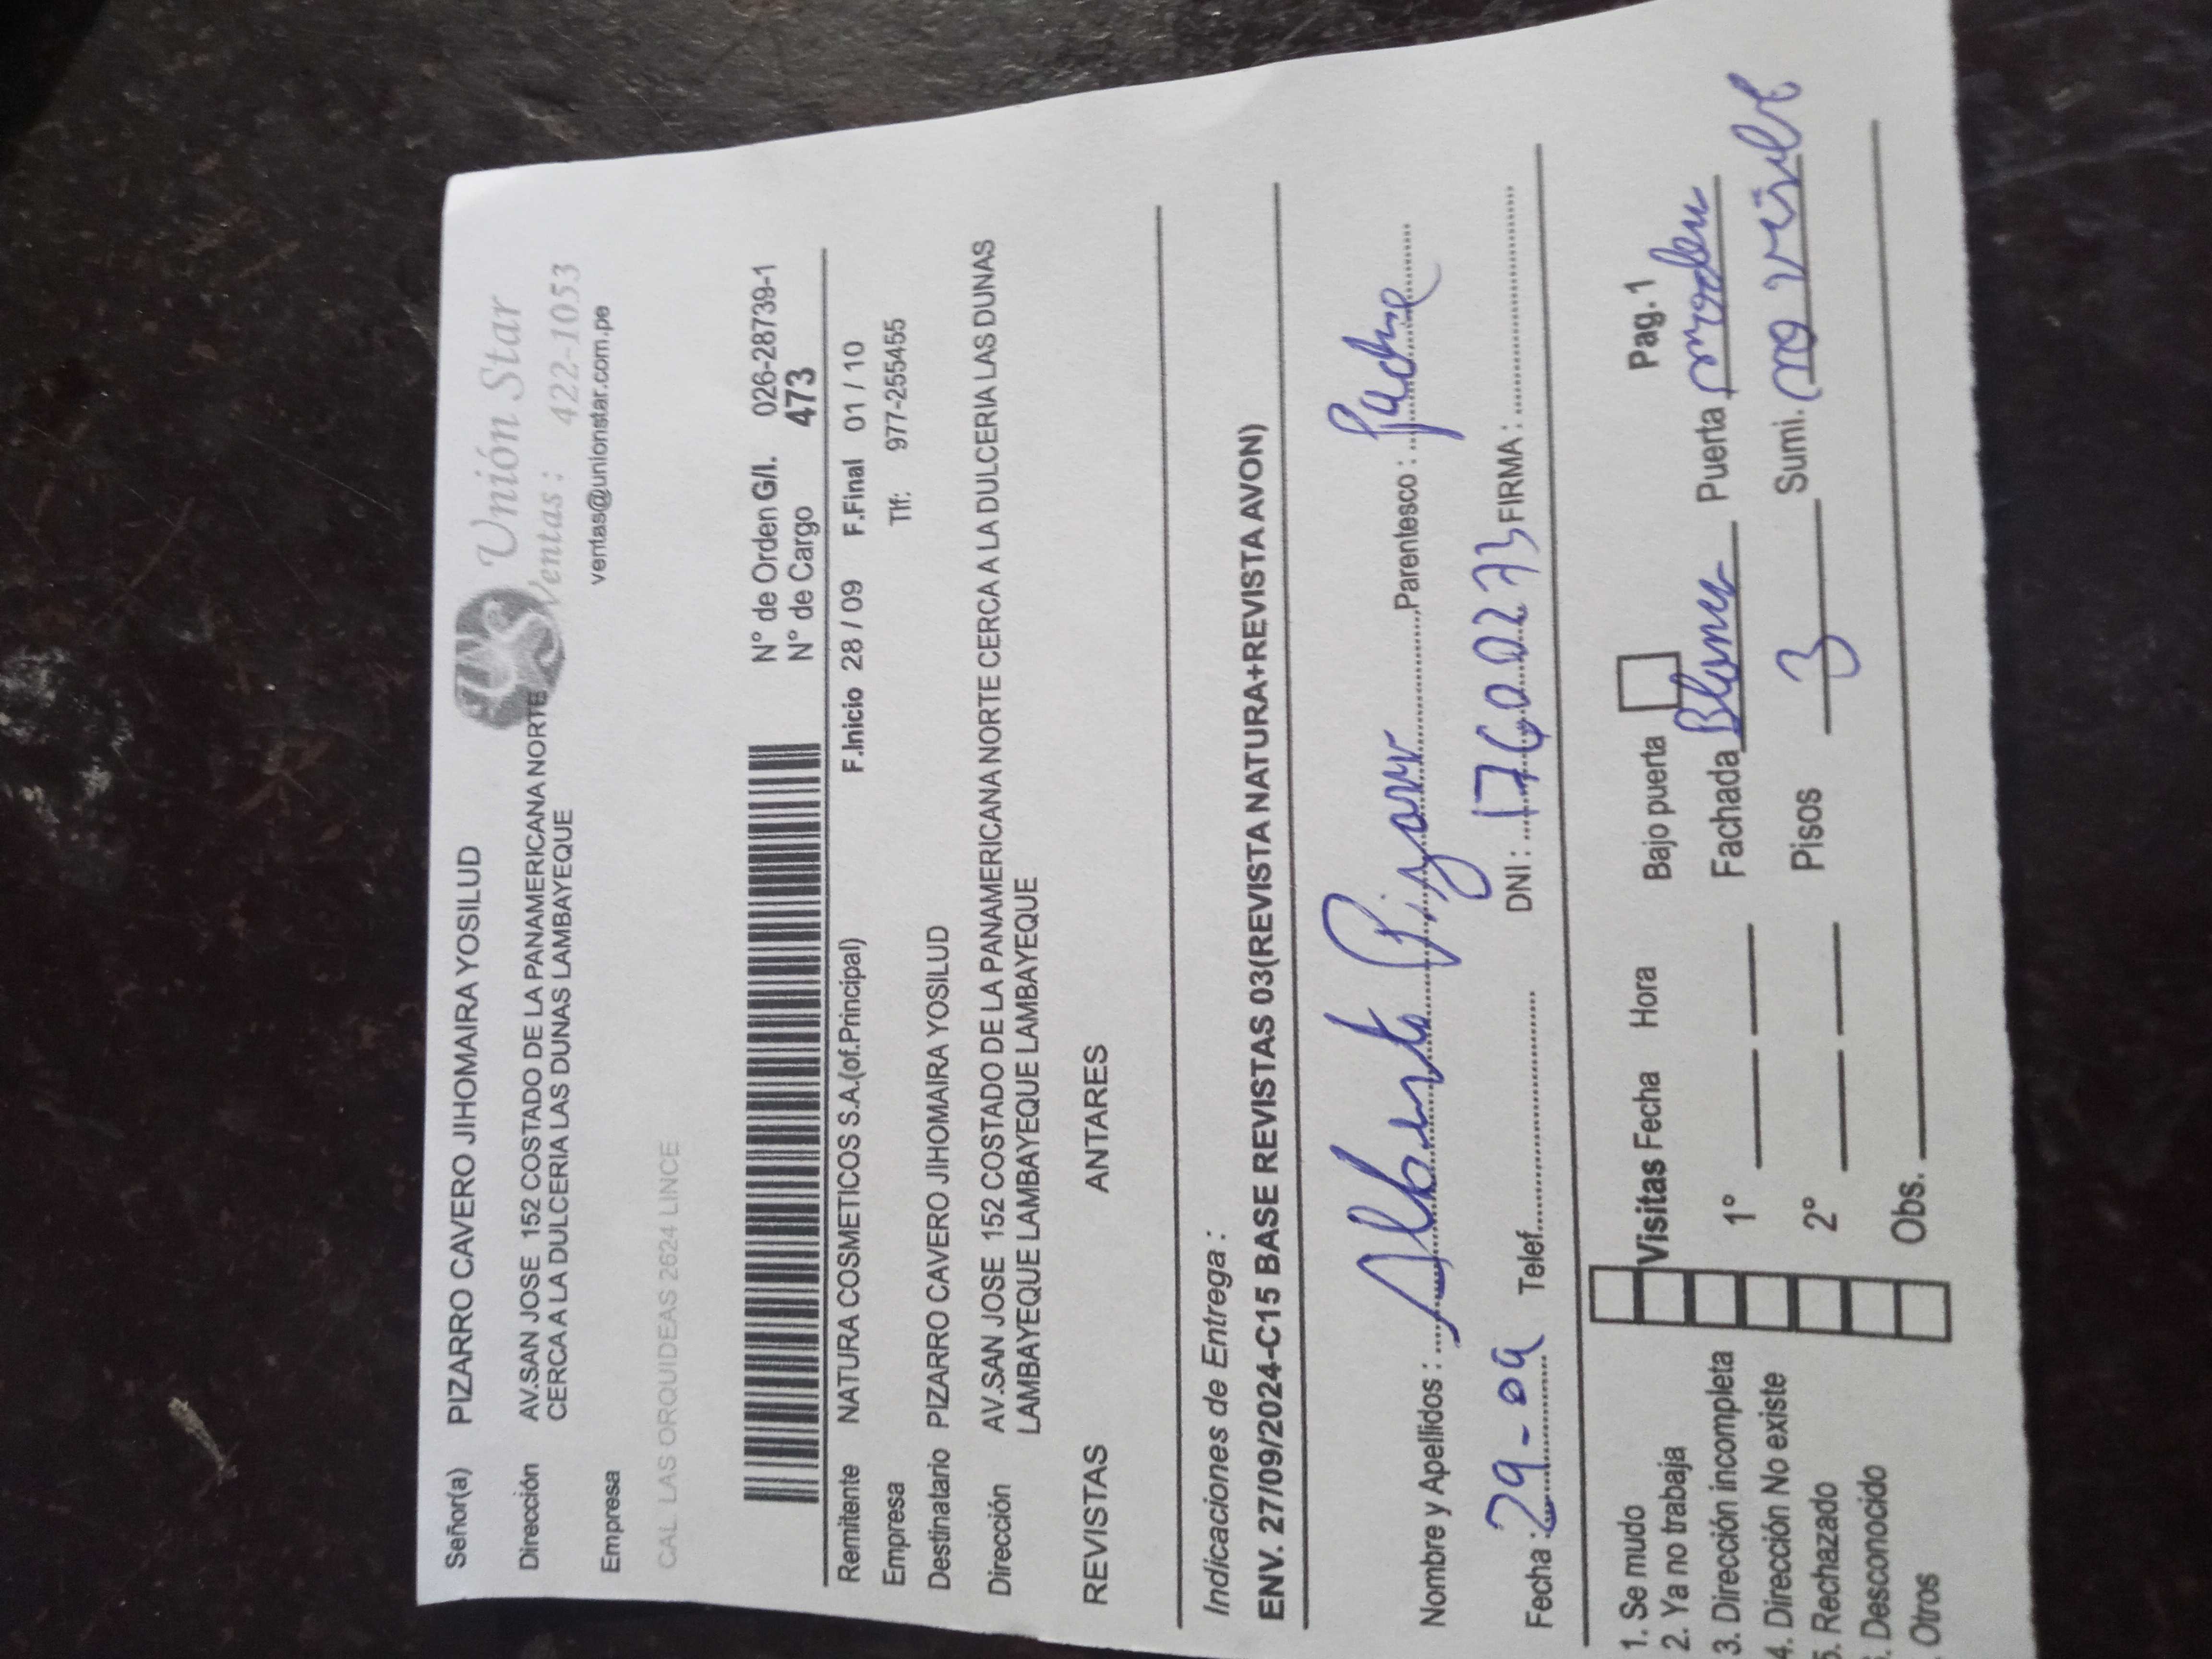 Señor(a) PIZARRO CAVERO JIHOMAIRA YOSILUD
Unión Star
Ventas : 422-1053
ventas@unionstar.com.pe
Dirección AV.SAN JOSE 152 COSTADO DE LA PANAMERICANA NORTE
CERCA A LA DULCERIA LAS DUNAS LAMBAYEQUE
Empresa
CAL. LAS ORQUIDEAS 2624 LINCE
N° de Orden G/I. 026-28739-1
N° de Cargo 473
Remitente NATURA COSMETICOS S.A.(of.Principal) F.Inicio 28 / 09 F.Final 01 / 10
Empresa Tlf: 977-255455
Destinatario PIZARRO CAVERO JIHOMAIRA YOSILUD
Dirección AV.SAN JOSE 152 COSTADO DE LA PANAMERICANA NORTE CERCA A LA DULCERIA LAS DUNAS
LAMBAYEQUE LAMBAYEQUE LAMBAYEQUE
REVISTAS ANTARES
Indicaciones de Entrega :
ENV. 27/09/2024-C15 BASE REVISTAS 03(REVISTA NATURA+REVISTA AVON)
Nombre y Apellidos : Alberto Pizarro Parentesco : Padre
Fecha : 29-09 Telef. DNI : 17600273 FIRMA :
1. Se mudo
2. Ya no trabaja
3. Dirección incompleta
4. Dirección No existe
5. Rechazado
. Desconocido
Otros
Visitas Fecha Hora Bajo puerta Pag. 1
1° Fachada Puerta
2° Pisos 3 Sumi. no visible
Obs.